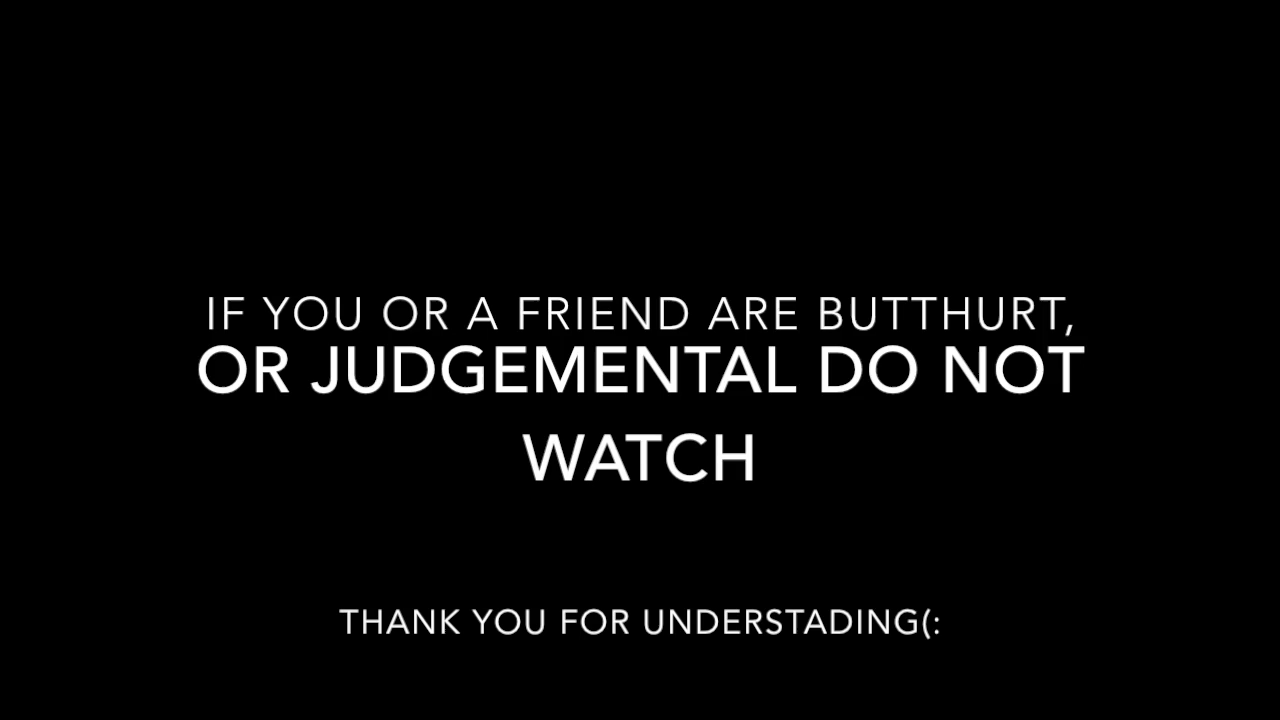 IF YOU OR A FRIEND ARE BUTTHURT,
OR JUDGEMENTAL DO NOT
WATCH
THANK YOU FOR UNDERSTADING(: